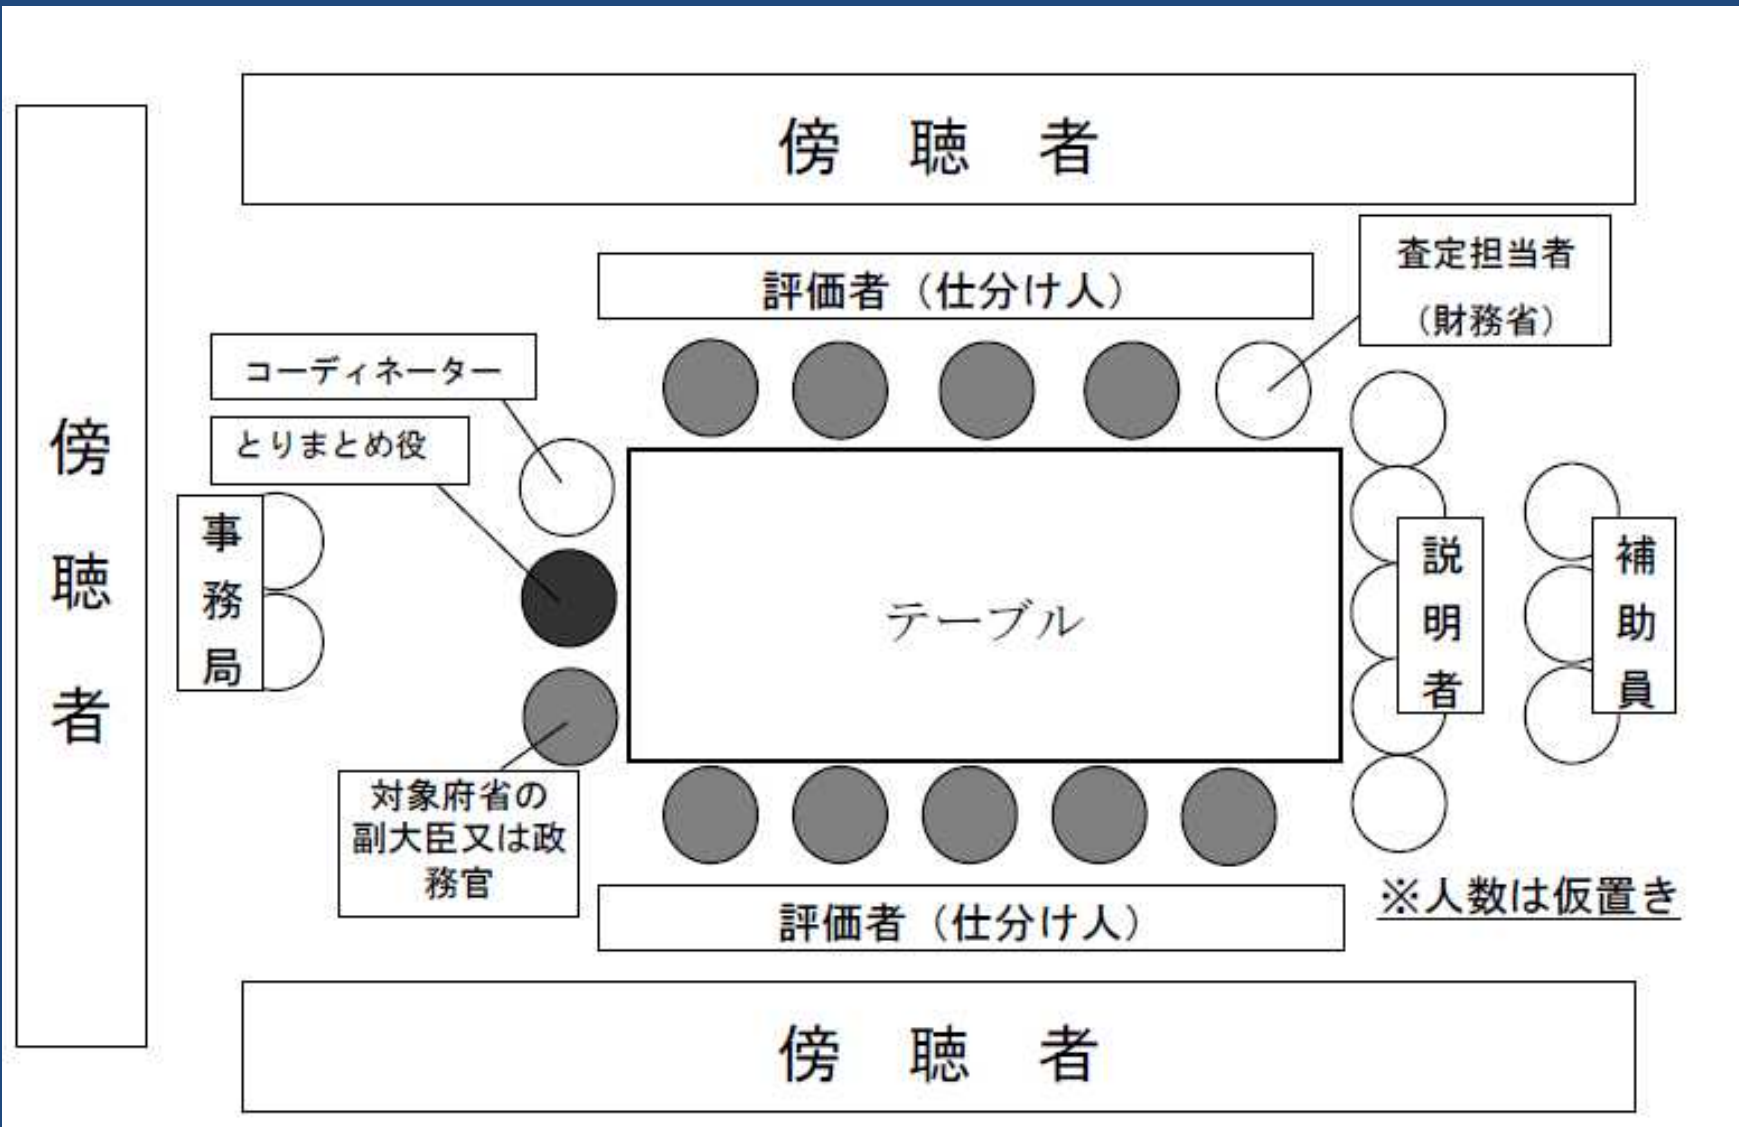 傍 聴 者
傍聴者
評価者（仕分け人）
査定担当者
（財務省）
コーディネーター
とりまとめ役
事務局
テーブル
説明者
補助員
対象府省の
副大臣又は政
務官
※人数は仮置き
評価者（仕分け人）
傍 聴 者